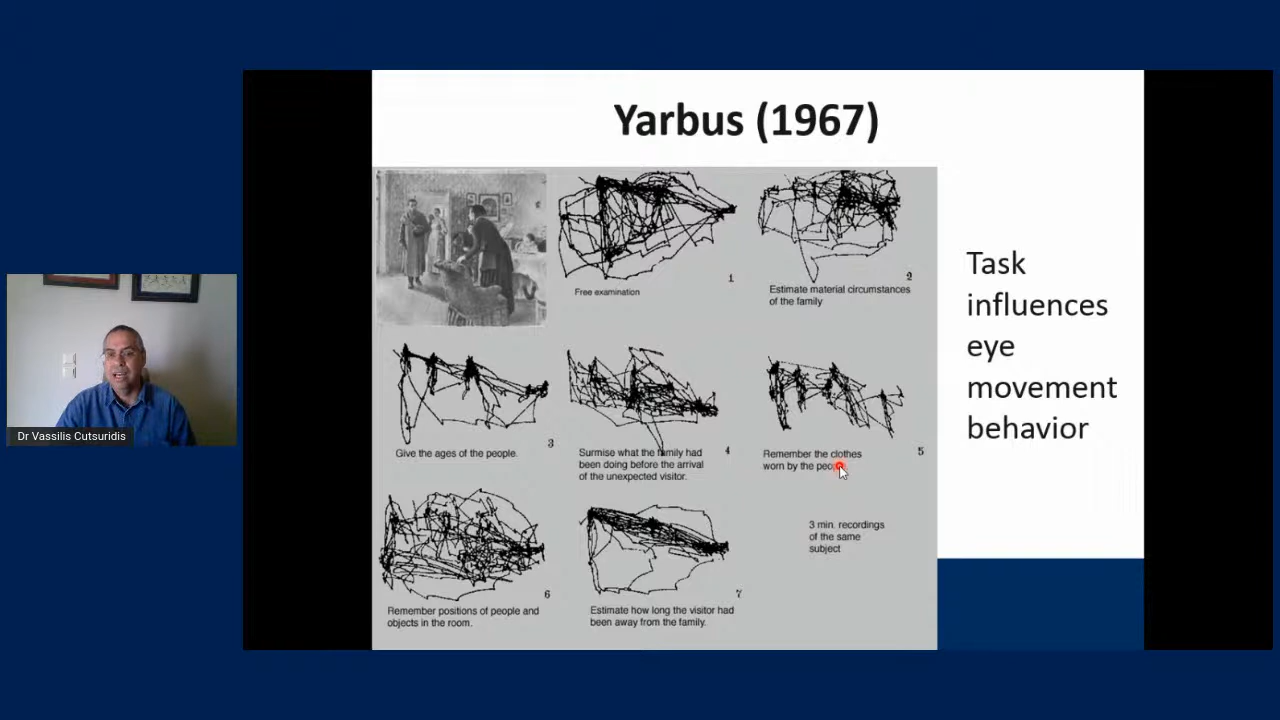 Yarbus (1967)
1
Free examination
2
Estimate material circumstances
of the family
3
Give the ages of the people.
4
Surmise what the family had
been doing before the arrival
of the unexpected visitor.
5
Remember the clothes
worn by the people
6
Remember positions of people and
objects in the room.
7
Estimate how long the visitor had
been away from the family.
3 min. recordings
of the same
subject
Task
influences
eye
movement
behavior
Dr Vassilis Cutsuridis